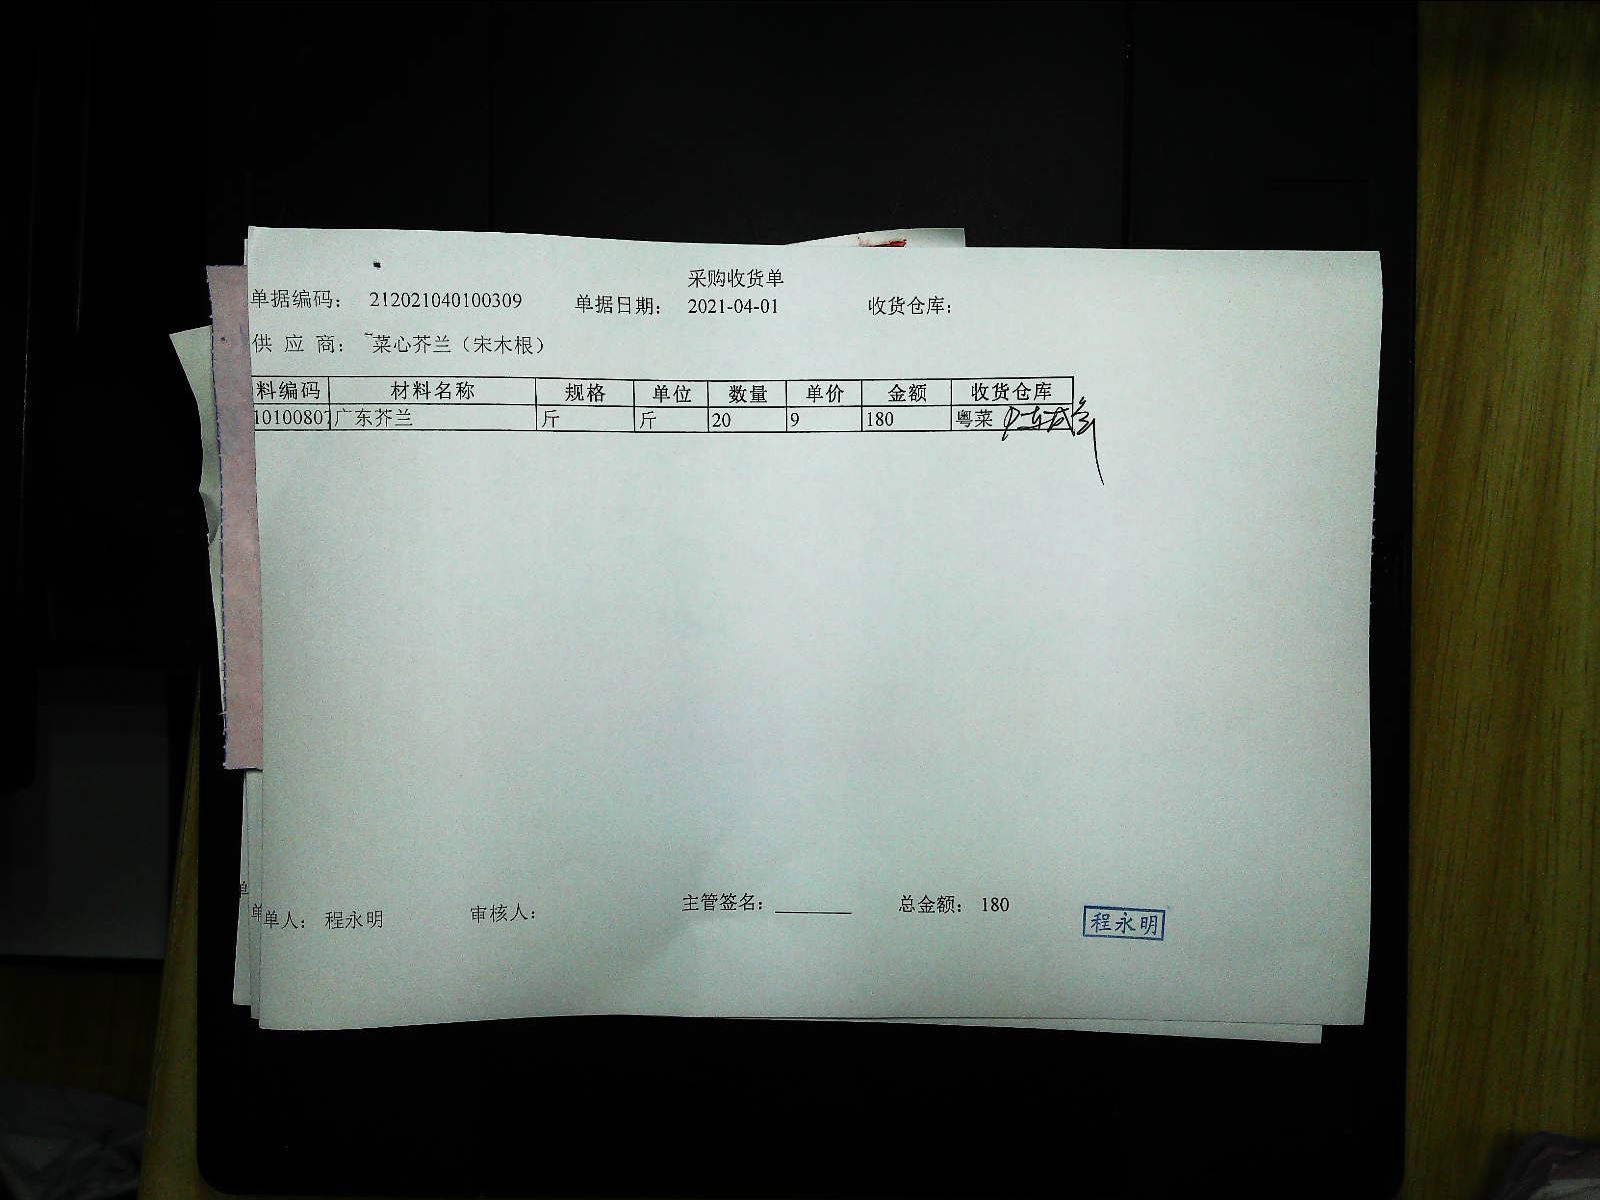 采购收货单
单据编码： 212021040100309 单据日期： 2021-04-01 收货仓库:
供 应 商： 菜心芥兰（宋木根）
料编码 材料名称 规格 单位 数量 单价 金额 收货仓库
10100807 广东芥兰 斤 斤 20 9 180 粤菜
单人： 程永明 审核人: 主管签名: 总金额： 180
程永明
单
单